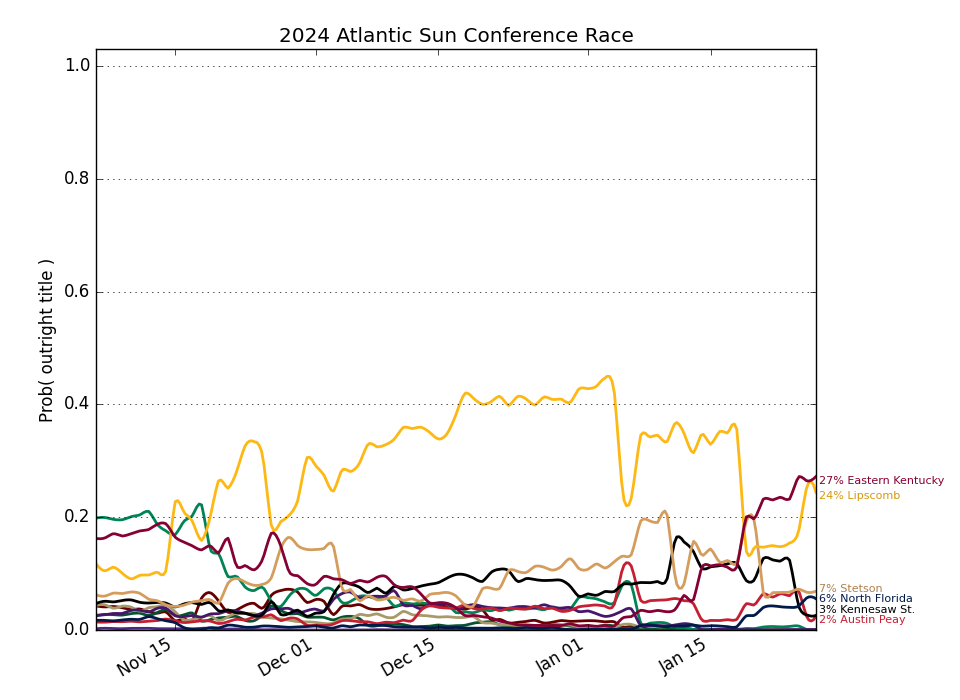 2024 Atlantic Sun Conference Race
Prob( outright title )
1.0
0.8
0.6
0.4
0.2
0.0
27% Eastern Kentucky
24% Lipscomb
7% Stetson
6% North Florida
3% Kennesaw St.
2% Austin Peay
Nov 15
Dec 01
Dec 15
Jan 01
Jan 15